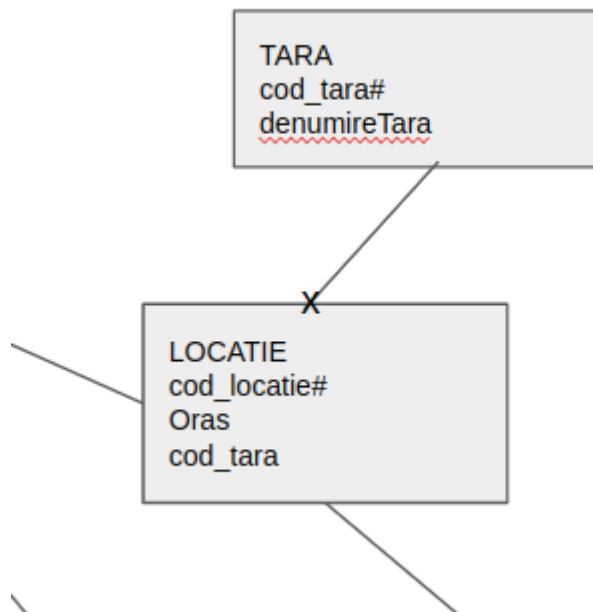 TARA
cod_tara#
denumireTara
X
LOCATIE
cod_locatie#
Oras
cod_tara